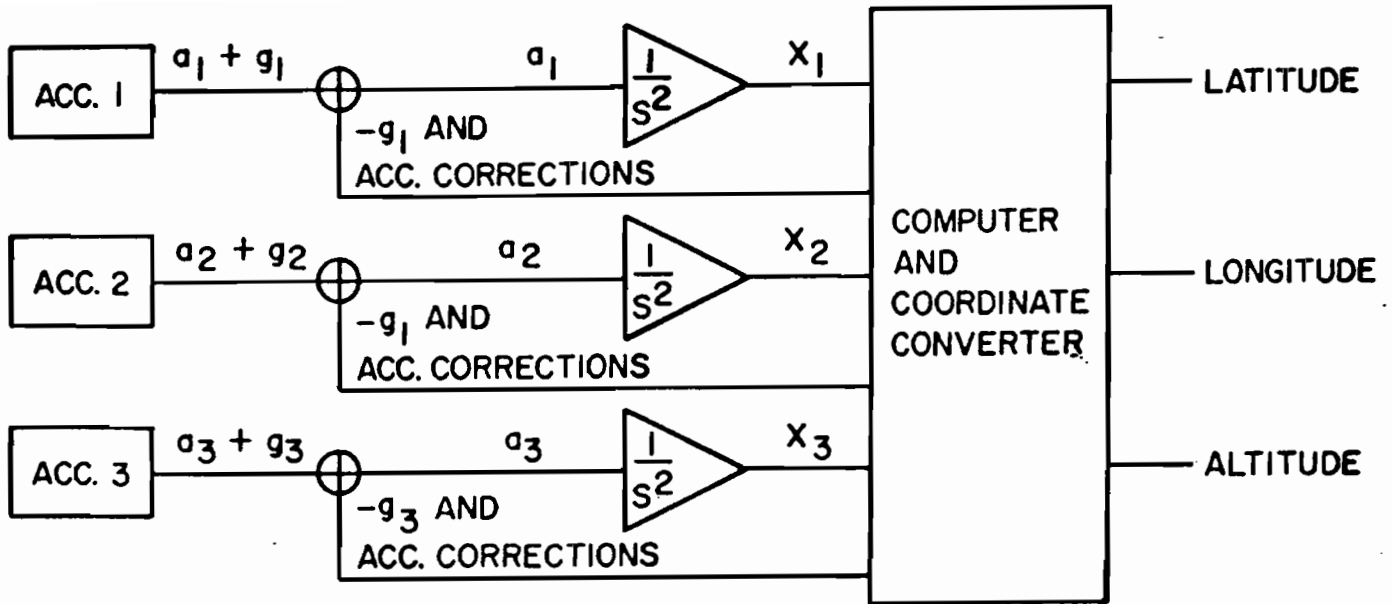 ACC. 1
a₁ + g₁
a₁
1/S²
X₁
-g₁ AND
ACC. CORRECTIONS
ACC. 2
a₂ + g₂
a₂
1/S²
X₂
-g₁ AND
ACC. CORRECTIONS
ACC. 3
a₃ + g₃
a₃
1/S²
X₃
-g₃ AND
ACC. CORRECTIONS
COMPUTER
AND
COORDINATE
CONVERTER
LATITUDE
LONGITUDE
ALTITUDE